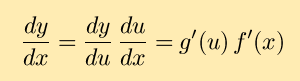 dy/dx = dy/du du/dx = g′(u) f′(x)